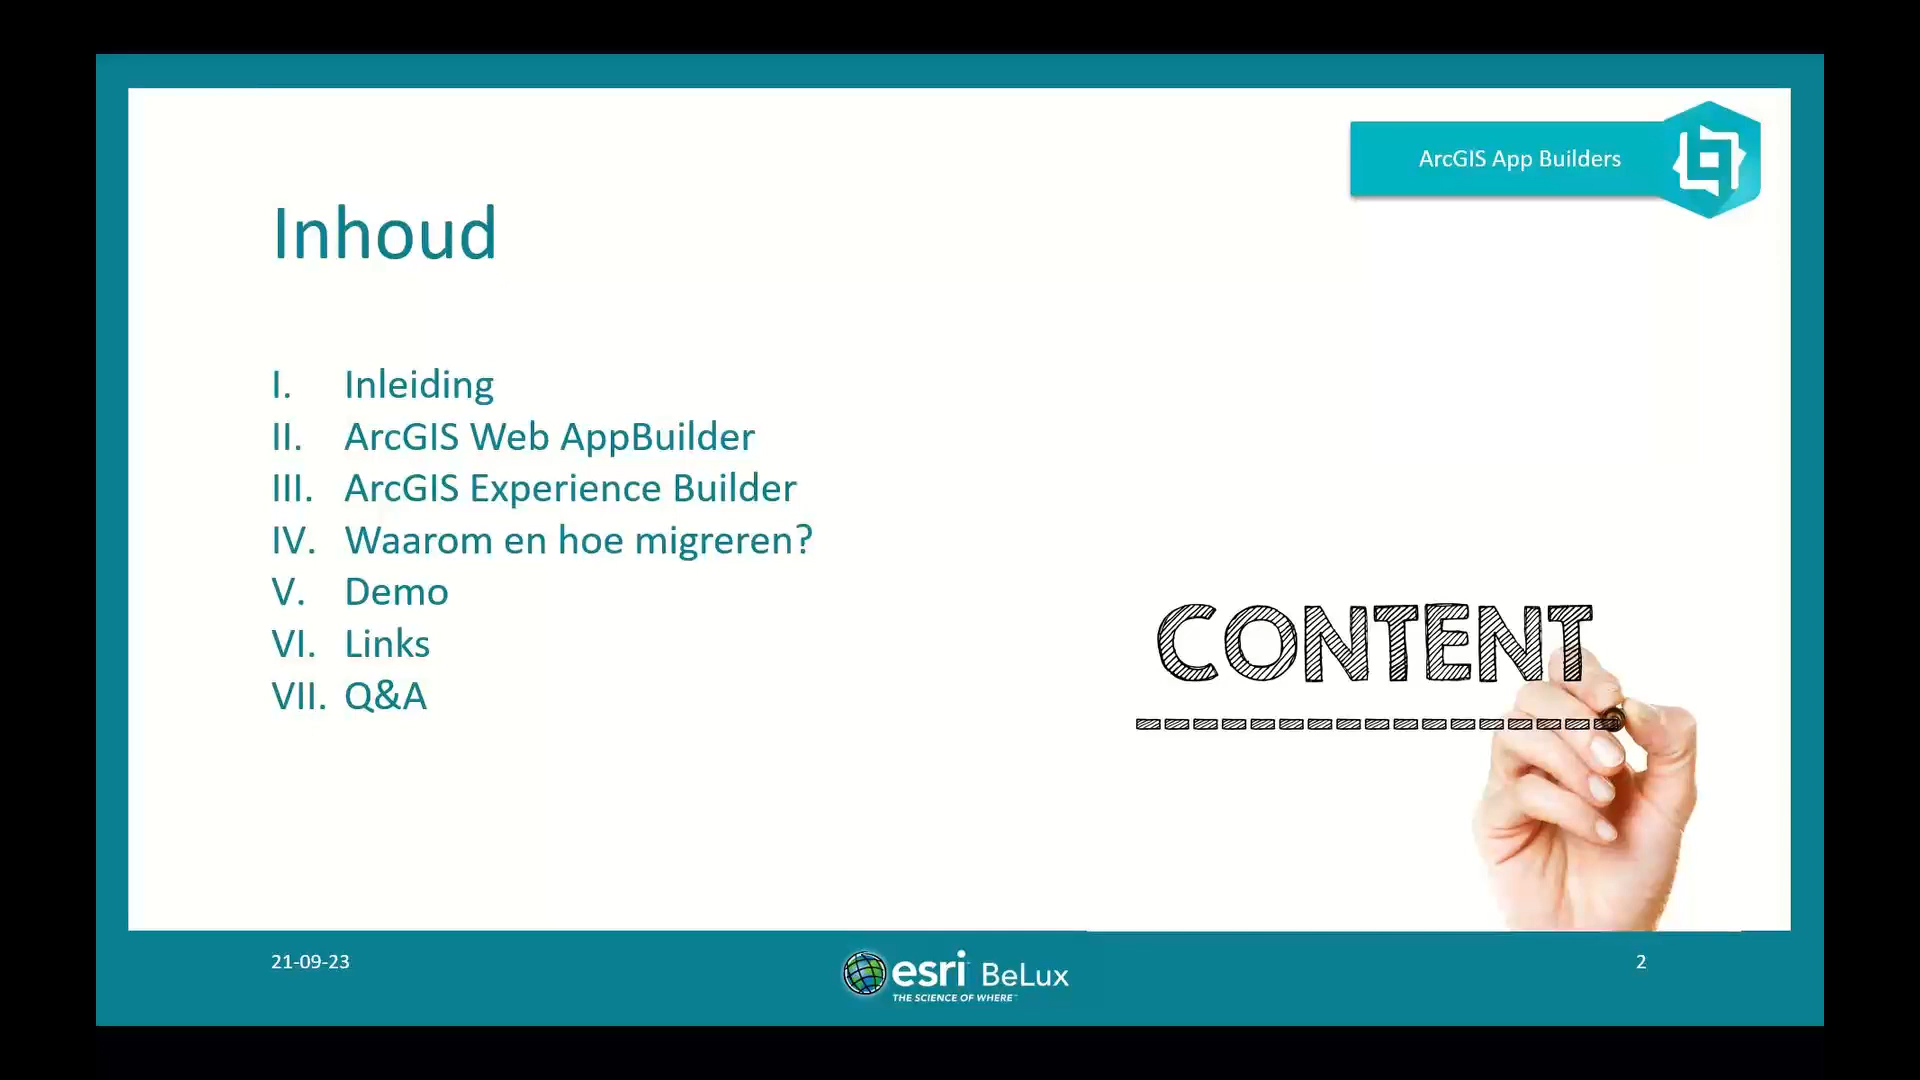 ArcGIS App Builders
Inhoud
I. Inleiding
II. ArcGIS Web AppBuilder
III. ArcGIS Experience Builder
IV. Waarom en hoe migreren?
V. Demo
VI. Links
VII. Q&A
CONTENT
21-09-23
esri BeLux
THE SCIENCE OF WHERE™
2